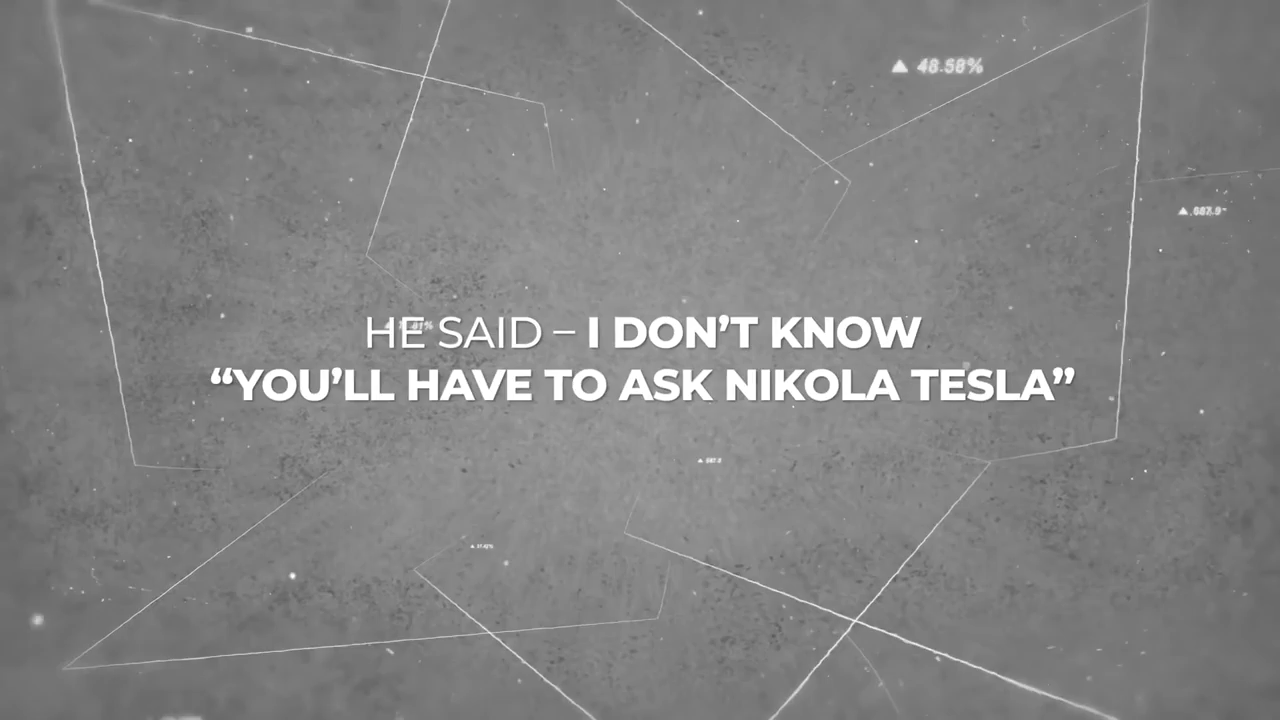 ▲ 48.58%
HE SAID – I DON’T KNOW
“YOU’LL HAVE TO ASK NIKOLA TESLA”